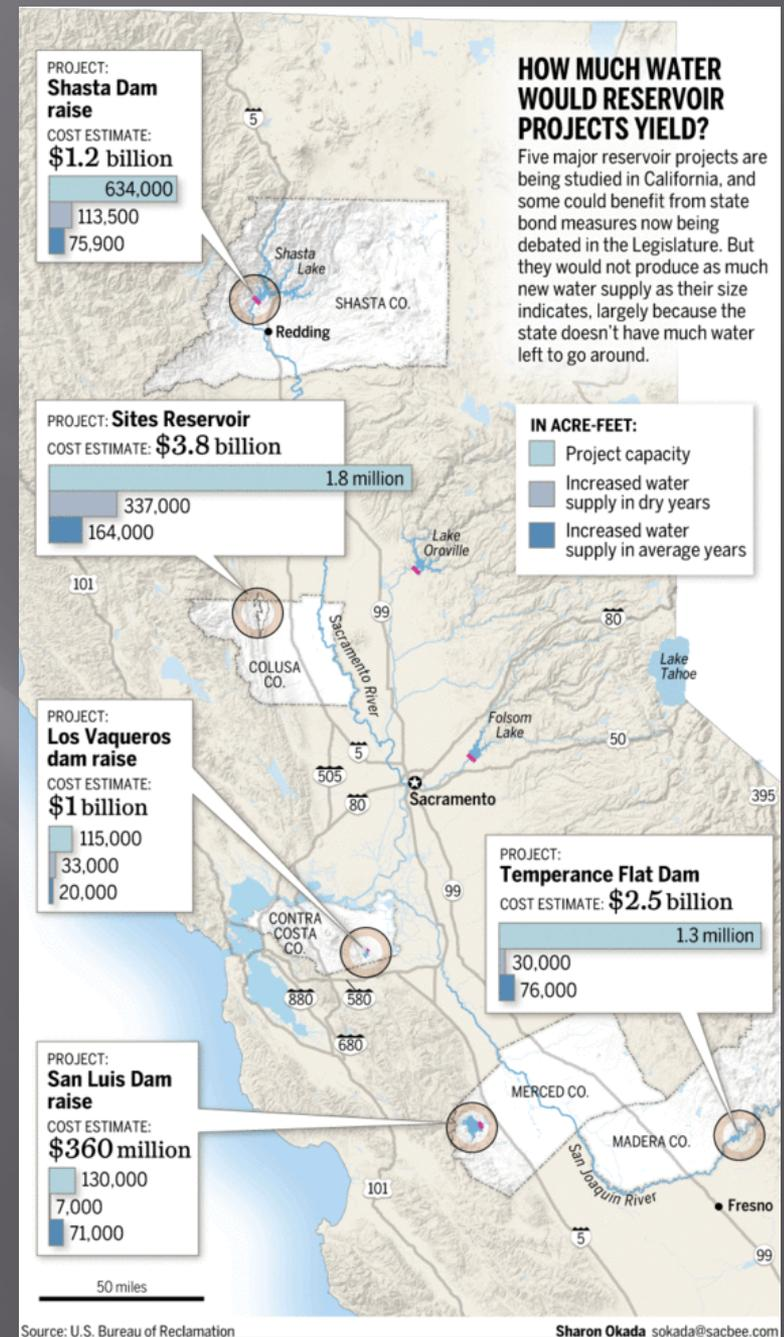 HOW MUCH WATER
WOULD RESERVOIR
PROJECTS YIELD?
Five major reservoir projects are
being studied in California, and
some could benefit from state
bond measures now being
debated in the Legislature. But
they would not produce as much
new water supply as their size
indicates, largely because the
state doesn't have much water
left to go around.
IN ACRE-FEET:
Project capacity
Increased water
supply in dry years
Increased water
supply in average years
PROJECT:
Shasta Dam
raise
COST ESTIMATE:
$1.2 billion
634,000
113,500
75,900
5
Shasta
Lake
SHASTA CO.
Redding
PROJECT: Sites Reservoir
COST ESTIMATE: $3.8 billion
1.8 million
337,000
164,000
Lake
Oroville
101
99
80
COLUSA
CO.
Sacramento River
Lake
Tahoe
Folsom
Lake
50
5
505
80
Sacramento
395
PROJECT:
Los Vaqueros
dam raise
COST ESTIMATE:
$1 billion
115,000
33,000
20,000
PROJECT:
Temperance Flat Dam
COST ESTIMATE: $2.5 billion
1.3 million
30,000
76,000
99
CONTRA
COSTA
CO.
880
580
680
PROJECT:
San Luis Dam
raise
COST ESTIMATE:
$360 million
130,000
7,000
71,000
MERCED CO.
MADERA CO.
San Joaquin River
101
Fresno
5
99
50 miles
Source: U.S. Bureau of Reclamation
Sharon Okada sokada@sacbee.com